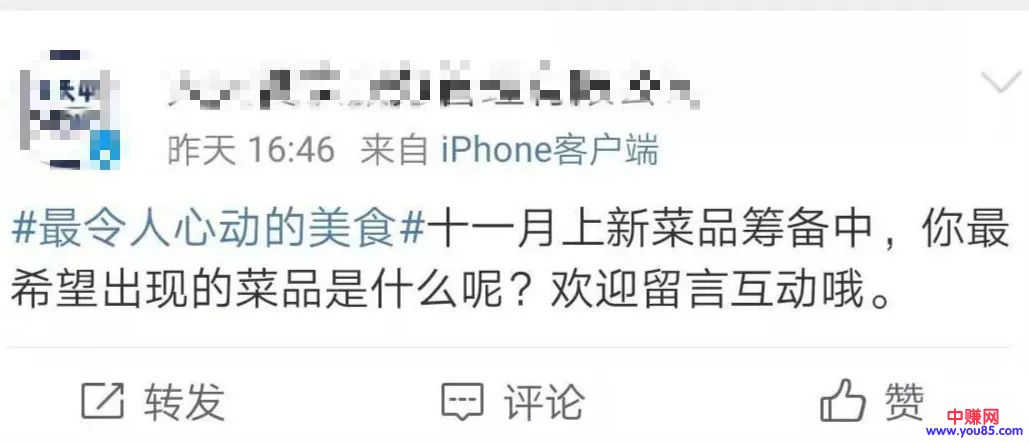 昨天 16:46 来自 iPhone客户端
#最令人心动的美食#十一月上新菜品筹备中，你最
希望出现的菜品是什么呢？欢迎留言互动哦。
转发 评论 赞
中赚网
www.you85.com